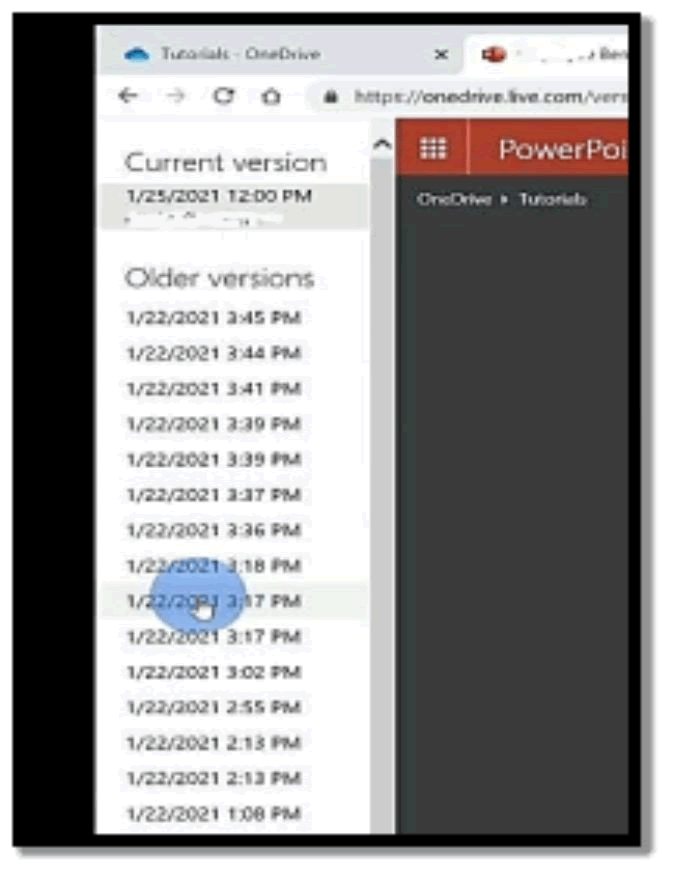 Tutorials - OneDrive
https://onedrive.live.com/vers
Current version
PowerPoi
1/25/2021 12:00 PM
OneDrive Tutorials
Older versions
1/22/2021 3:45 PM
1/22/2021 3:44 PM
1/22/2021 3:41 PM
1/22/2021 3:39 PM
1/22/2021 3:39 PM
1/22/2021 3:37 PM
1/22/2021 3:36 PM
1/22/2021 3:18 PM
1/22/2021 3:17 PM
1/22/2021 3:17 PM
1/22/2021 3:02 PM
1/22/2021 2:55 PM
1/22/2021 2:13 PM
1/22/2021 2:13 PM
1/22/2021 1:08 PM